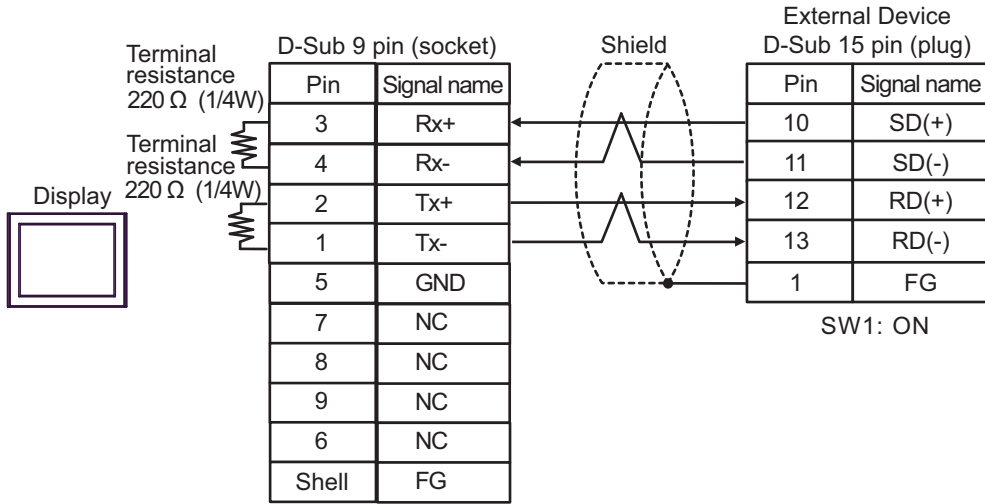 External Device
D-Sub 9 pin (socket)
Shield
D-Sub 15 pin (plug)
Terminal
resistance
220 Ω (1/4W)
Terminal
resistance
220 Ω (1/4W)
Display
Pin Signal name
3 Rx+
4 Rx-
2 Tx+
1 Tx-
5 GND
7 NC
8 NC
9 NC
6 NC
Shell FG
Pin Signal name
10 SD(+)
11 SD(-)
12 RD(+)
13 RD(-)
1 FG
SW1: ON